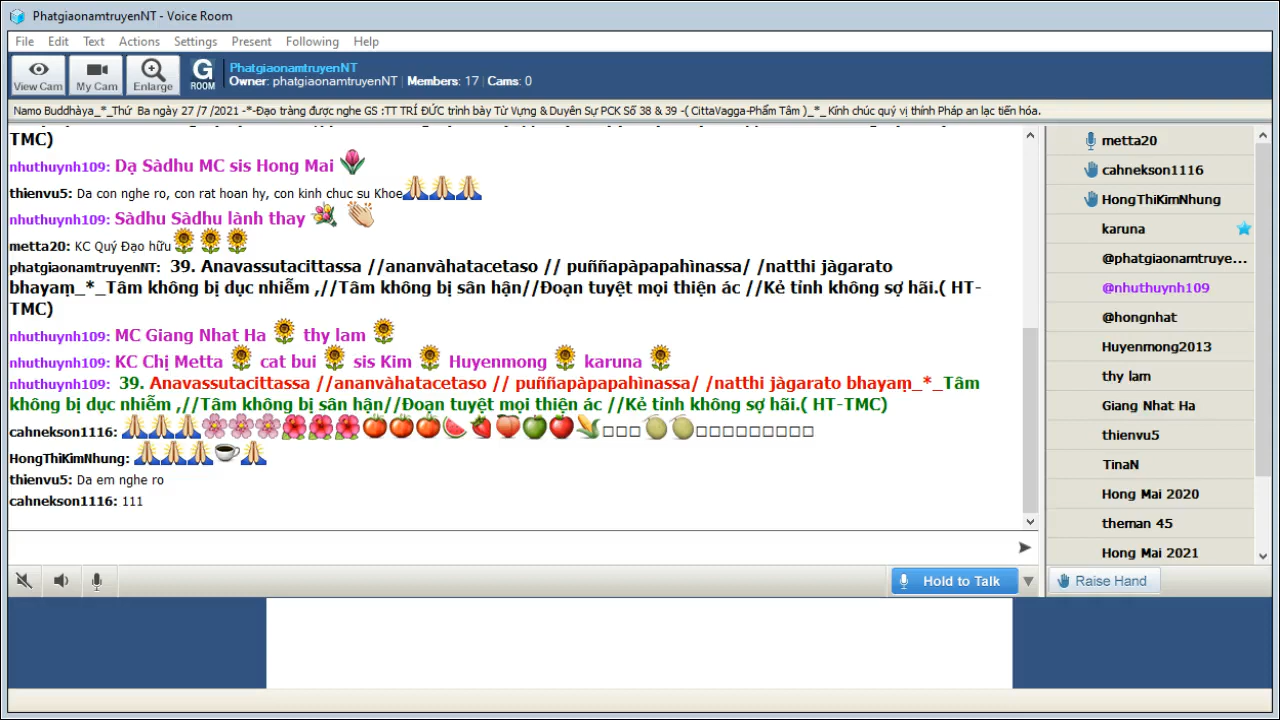 PhatgiaonamtruyenNT - Voice Room
File Edit Text Actions Settings Present Following Help
View Cam My Cam Enlarge G ROOM PhatgiaonamtruyenNT
Owner: phatgiaonamtruyenNT | Members: 17 | Cams: 0
Namo Buddhàya_*_Thứ Ba ngày 27 /7 /2021 -*-Đạo tràng được nghe GS :TT TRÍ ĐỨC trình bày Từ Vựng & Duyên Sự PCK Số 38 & 39 -( CittaVagga-Phẩm Tâm )_*_ Kính chúc quý vị thính Pháp an lạc tiến hóa.
TMC)
nhuthuynh109: Dạ Sàdhu MC sis Hong Mai
thienvu5: Da con nghe ro, con rat hoan hy, con kinh chuc su Khoe
nhuthuynh109: Sàdhu Sàdhu lành thay
metta20: KC Quý Đạo hữu
phatgiaonamtruyenNT: 39. Anavassutacittassa //ananvàhatacetaso // puññapàpapahìnassa/ /natthi jàgarato
bhayaṃ_*_Tâm không bị dục nhiễm ,//Tâm không bị sân hận//Đoạn tuyệt mọi thiện ác //Kẻ tỉnh không sợ hãi.( HT-
TMC)
nhuthuynh109: MC Giang Nhat Ha thy lam
nhuthuynh109: KC Chị Metta cat bui sis Kim Huyenmong karuna
nhuthuynh109: 39. Anavassutacittassa //ananvàhatacetaso // puññapàpapahìnassa/ /natthi jàgarato bhayaṃ_*_Tâm
không bị dục nhiễm ,//Tâm không bị sân hận//Đoạn tuyệt mọi thiện ác //Kẻ tỉnh không sợ hãi.( HT-TMC)
cahnekson1116:
HongThiKimNhung:
thienvu5: Da em nghe ro
cahnekson1116: 111
Hold to Talk
metta20
cahnekson1116
HongThiKimNhung
karuna
@phatgiaonamtruye...
@nhuthuynh109
@hongnhat
Huyenmong2013
thy lam
Giang Nhat Ha
thienvu5
TinaN
Hong Mai 2020
theman 45
Hong Mai 2021
Raise Hand